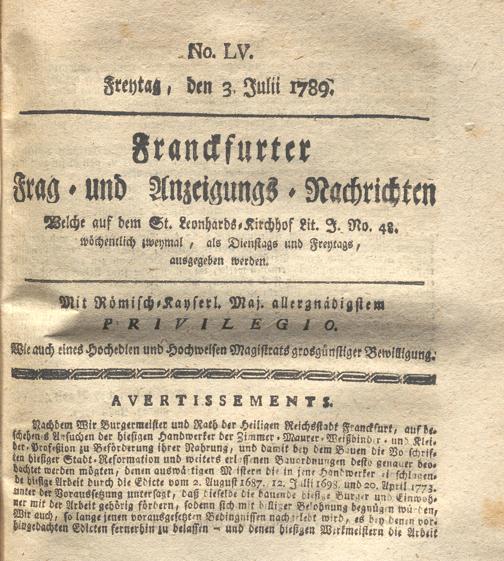 No. LV.
Freytag, den 3. Julii 1789.
Franckfurter
Frag- und Anzeigungs-Nachrichten
Welche auf dem St. Leonhards-Kirchhof Lit. J. No. 48.
wöchentlich zweymal, als Dienstags und Freytags,
ausgegeben werden.
Mit Römisch-Kayserl. Maj. allergnädigstem
PRIVILEGIO.
Wie auch eines Hochedlen und Hochweisen Magistrats grosgünstiger Bewilligung.
AVERTISSEMENTS.
Nachdem Wir Burgermeister und Rath der Heiligen Reichsstadt Franckfurt, auf be-
schehenes Ansuchen der hiesigen Handwercker der Zimmer- Maurer- Weißbinder- und Klei-
ber-Profession zu Beförderung ihrer Nahrung, und damit bey dem Bauen die Vorschrif-
ten hiesiger Stadt-Reformation und weiters erlassenen Bauordnungen desto genauer beo-
bachtet werden mögten, denen auswärtigen Meistern die in jene Handwercker einschlagen-
de hiesige Arbeit durch die Edicte vom 2. August 1687. 12. Julii 1693. und 20. April 1773.
unter der Voraussetzung untersagt, daß dieselbe die bauende hiesige Burger und Einwoh-
ner mit der Arbeit gehörig fördern, sodenn sich mit billiger Belohnung begnügen würden,
Wir auch, so lange jenen vorausgesetzten Bedingnissen nachgelebt wird, es bey denen vor-
hingedachten Edicten fernerhin zu belassen – und denen hiesigen Werkmeistern die Arbeit